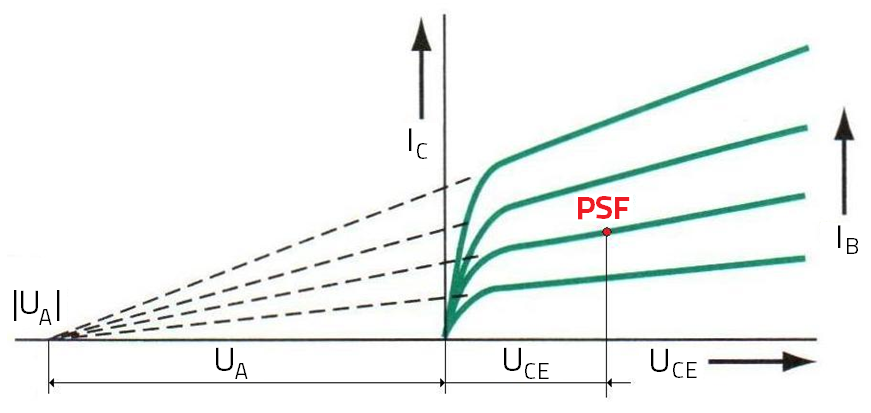 I_C
PSF
I_B
|U_A|
U_A
U_CE
U_CE